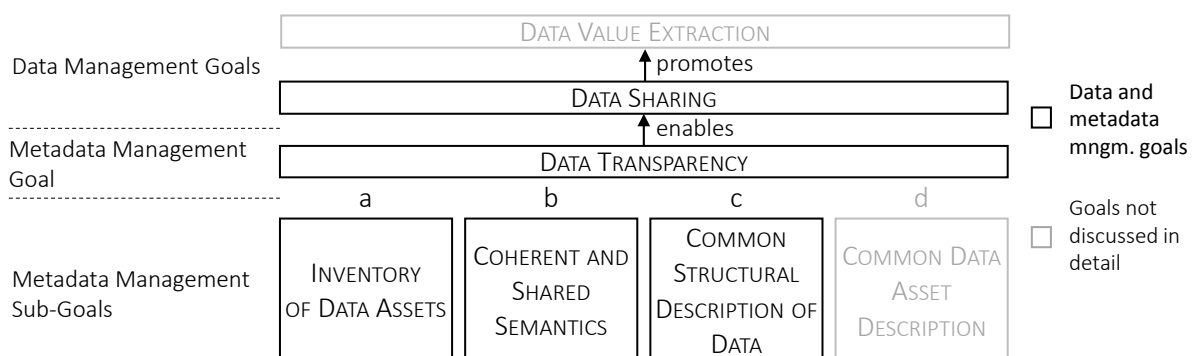 DATA VALUE EXTRACTION
promotes
Data Management Goals
DATA SHARING
enables
Metadata Management
Goal
DATA TRANSPARENCY
a
b
c
d
Metadata Management
Sub-Goals
INVENTORY
OF DATA ASSETS
COHERENT AND
SHARED
SEMANTICS
COMMON
STRUCTURAL
DESCRIPTION OF
DATA
COMMON DATA
ASSET
DESCRIPTION
Data and
metadata
mngm. goals
Goals not
discussed in
detail